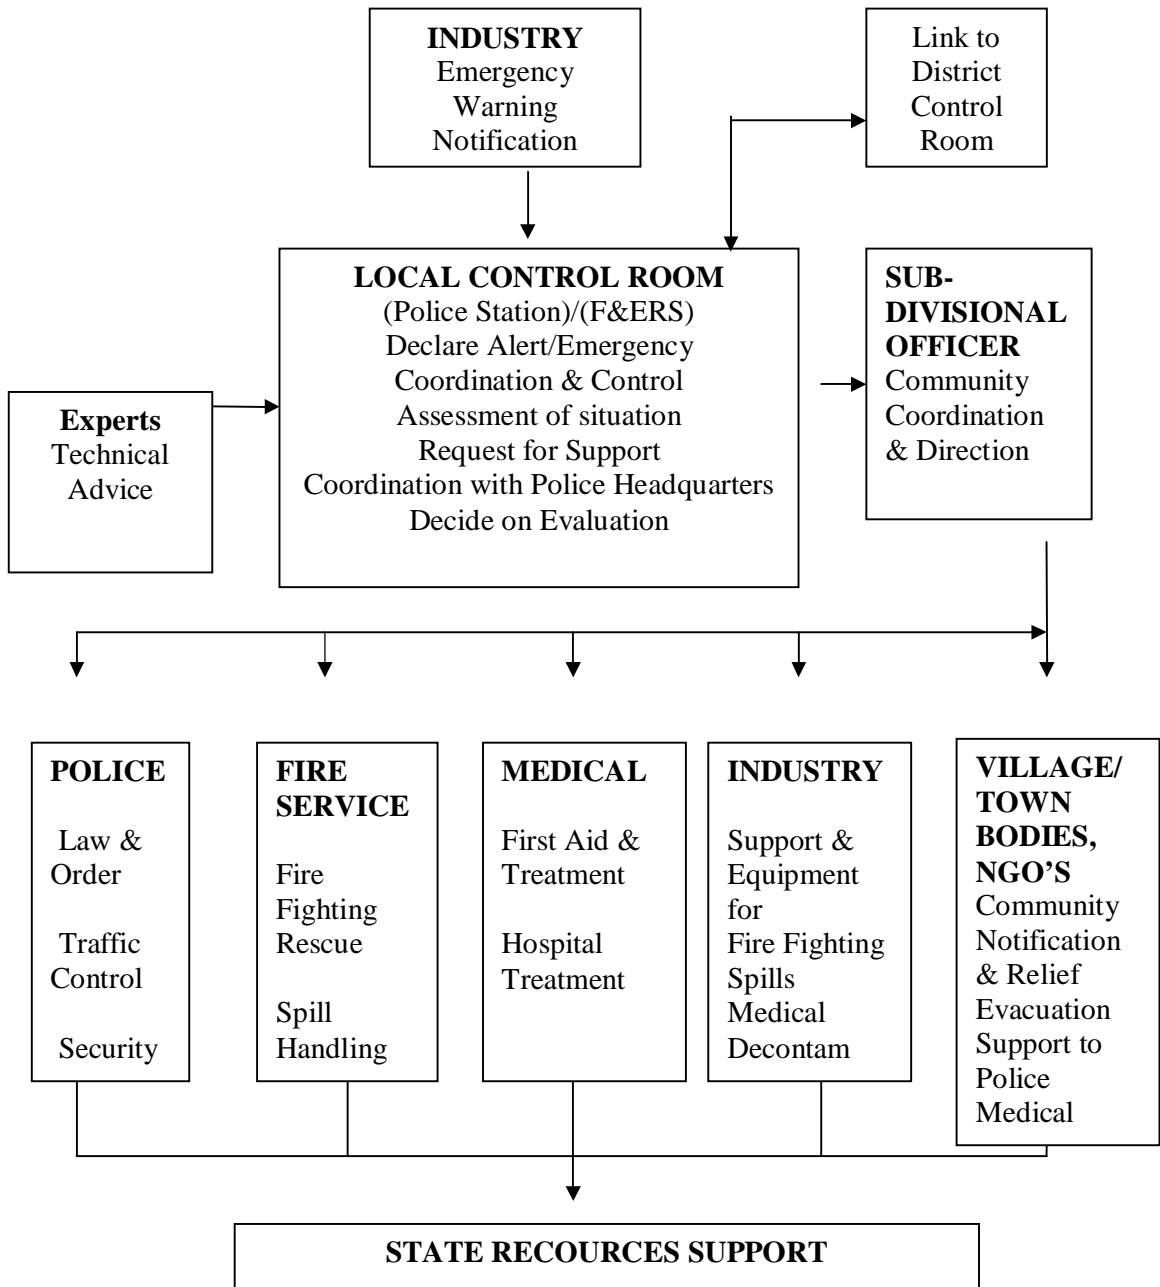 INDUSTRY
Emergency
Warning
Notification
Link to
District
Control
Room
LOCAL CONTROL ROOM
(Police Station)/(F&ERS)
Declare Alert/Emergency
Coordination & Control
Assessment of situation
Request for Support
Coordination with Police Headquarters
Decide on Evaluation
SUB-
DIVISIONAL
OFFICER
Community
Coordination
& Direction
Experts
Technical
Advice
POLICE
Law &
Order
Traffic
Control
Security
FIRE
SERVICE
Fire
Fighting
Rescue
Spill
Handling
MEDICAL
First Aid &
Treatment
Hospital
Treatment
INDUSTRY
Support &
Equipment
for
Fire Fighting
Spills
Medical
Decontam
VILLAGE/
TOWN
BODIES,
NGO’S
Community
Notification
& Relief
Evacuation
Support to
Police
Medical
STATE RECOURCES SUPPORT